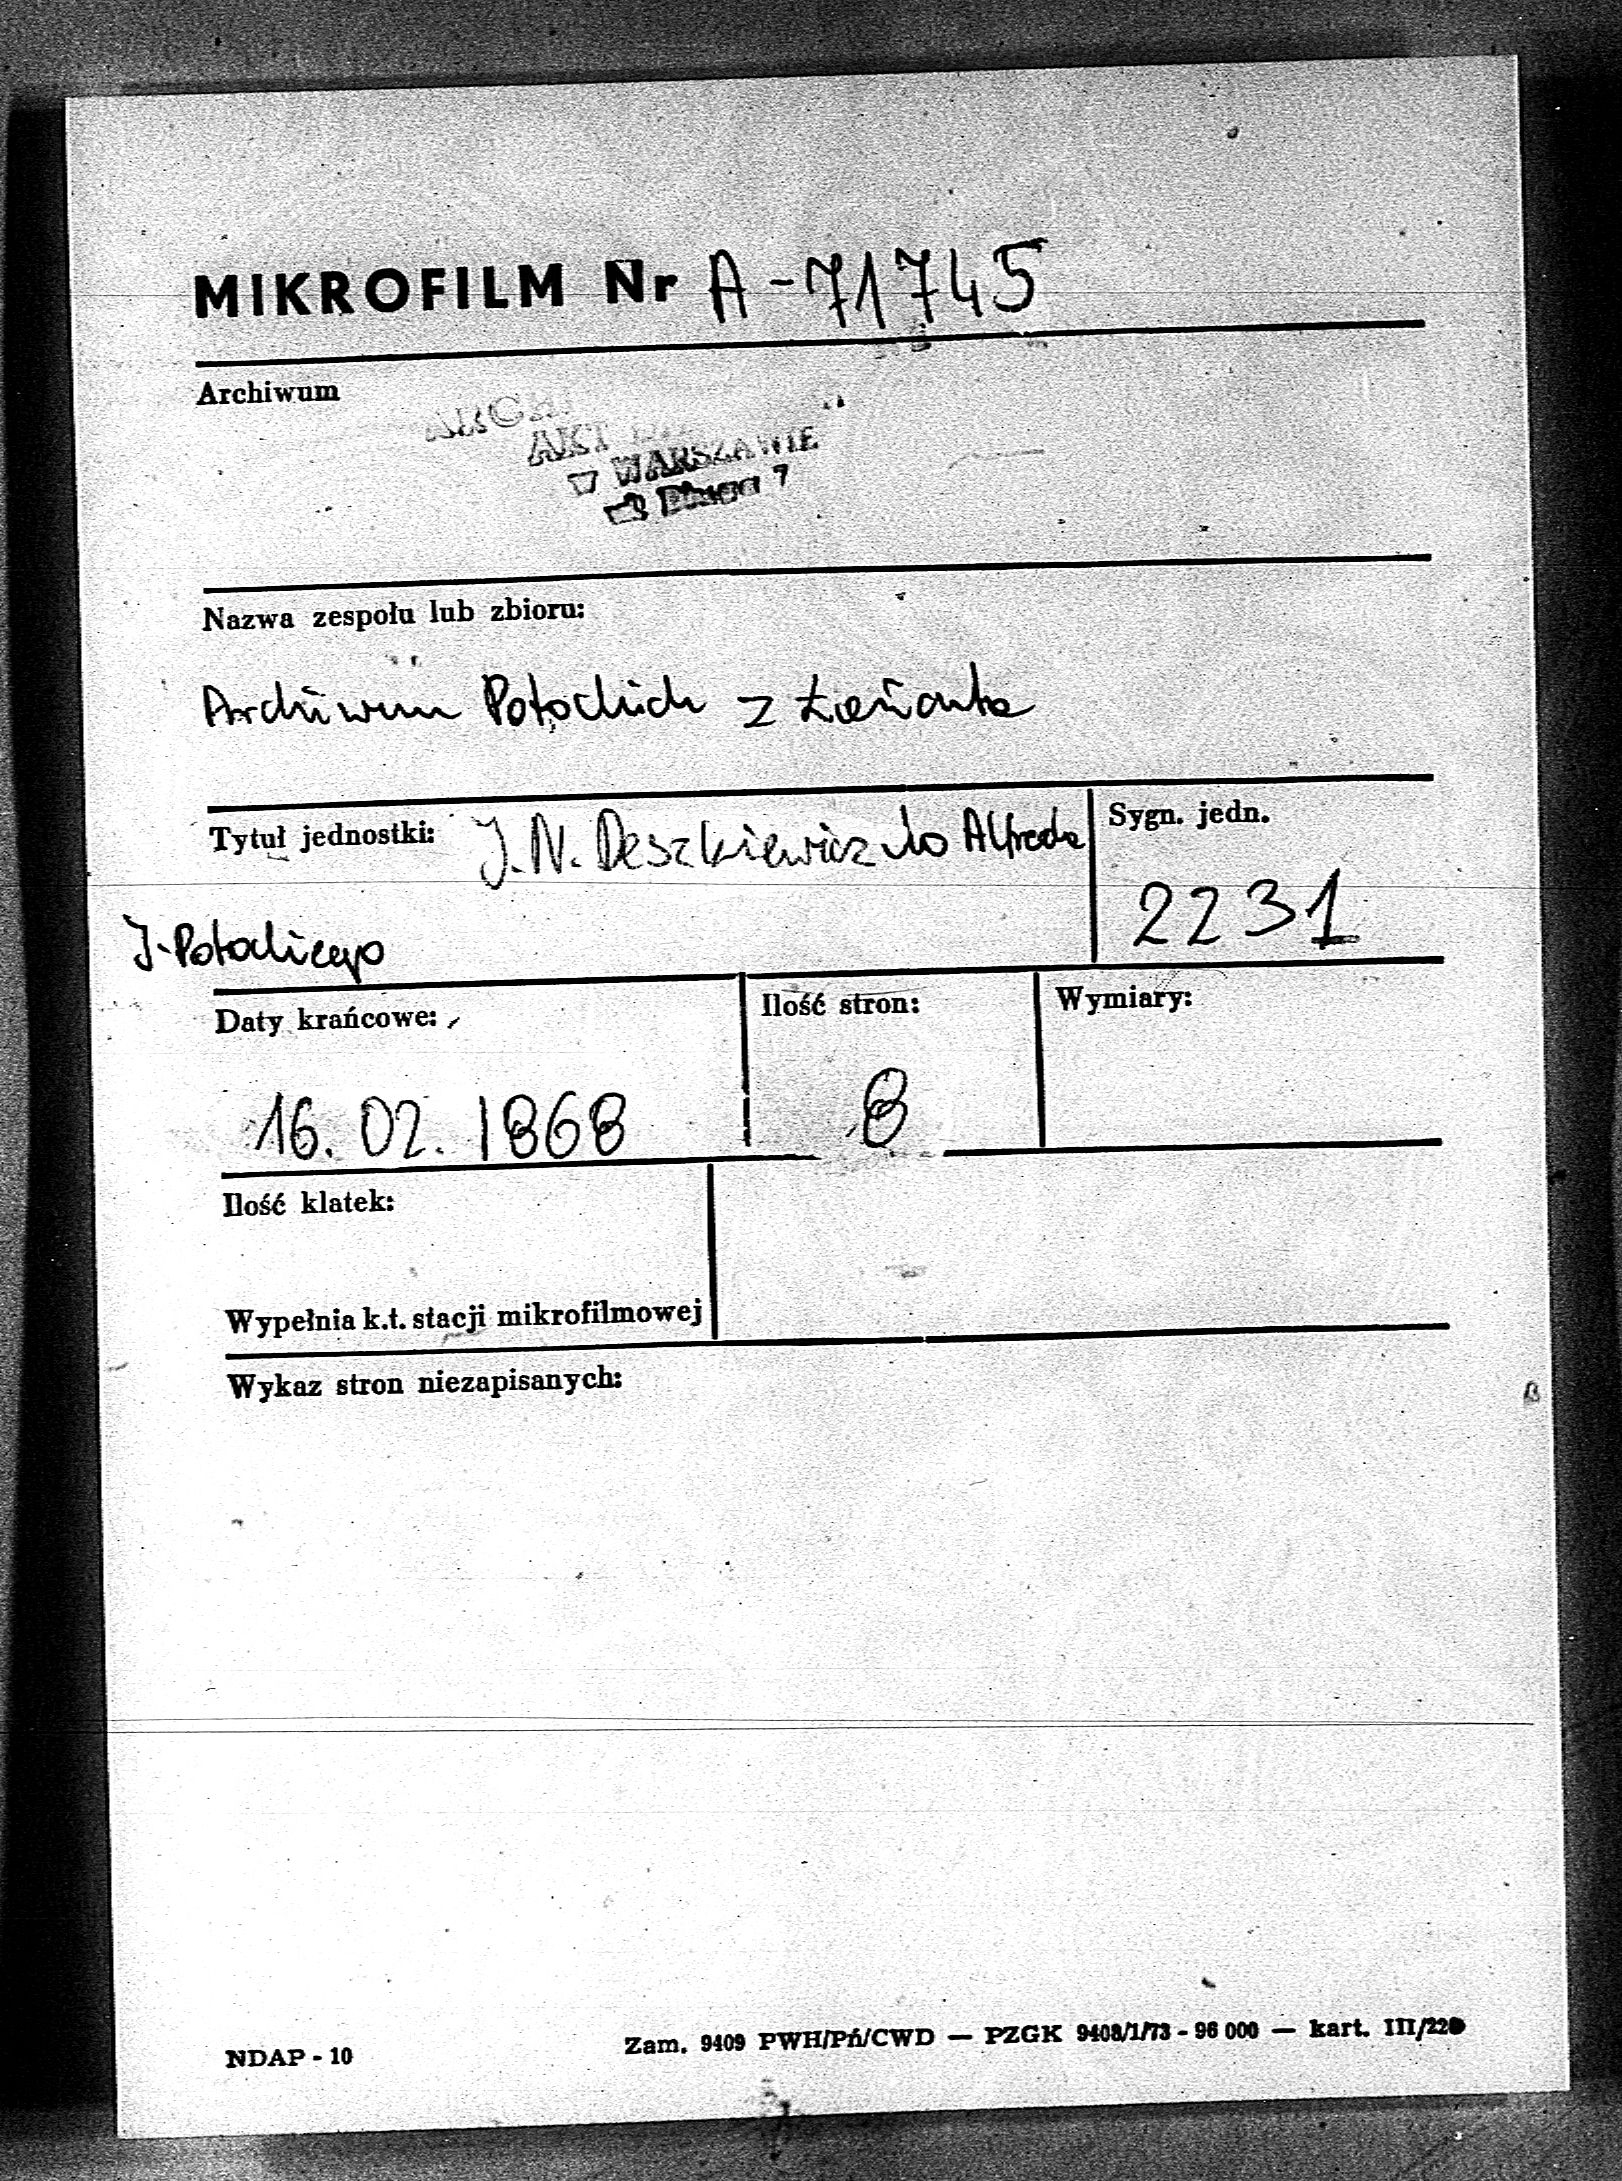 MIKROFILM Nr A-71745
Archiwum
AKT
W WARSZAWIE
7
Nazwa zespołu lub zbioru:
Archiwum Potockich z Łańcuta
Tytuł jednostki: J.N. Deszkiewicz do Alfreda
J. Potockiego
Sygn. jedn.
2231
Daty krańcowe:
16.02.1868
Ilość stron:
8
Wymiary:
Ilość klatek:
Wypełnia k.t. stacji mikrofilmowej
Wykaz stron niezapisanych:
NDAP - 10
Zam. 9409 PWH/Pń/CWD — PZGK 9408/1/73 - 96 000 — kart. III/220